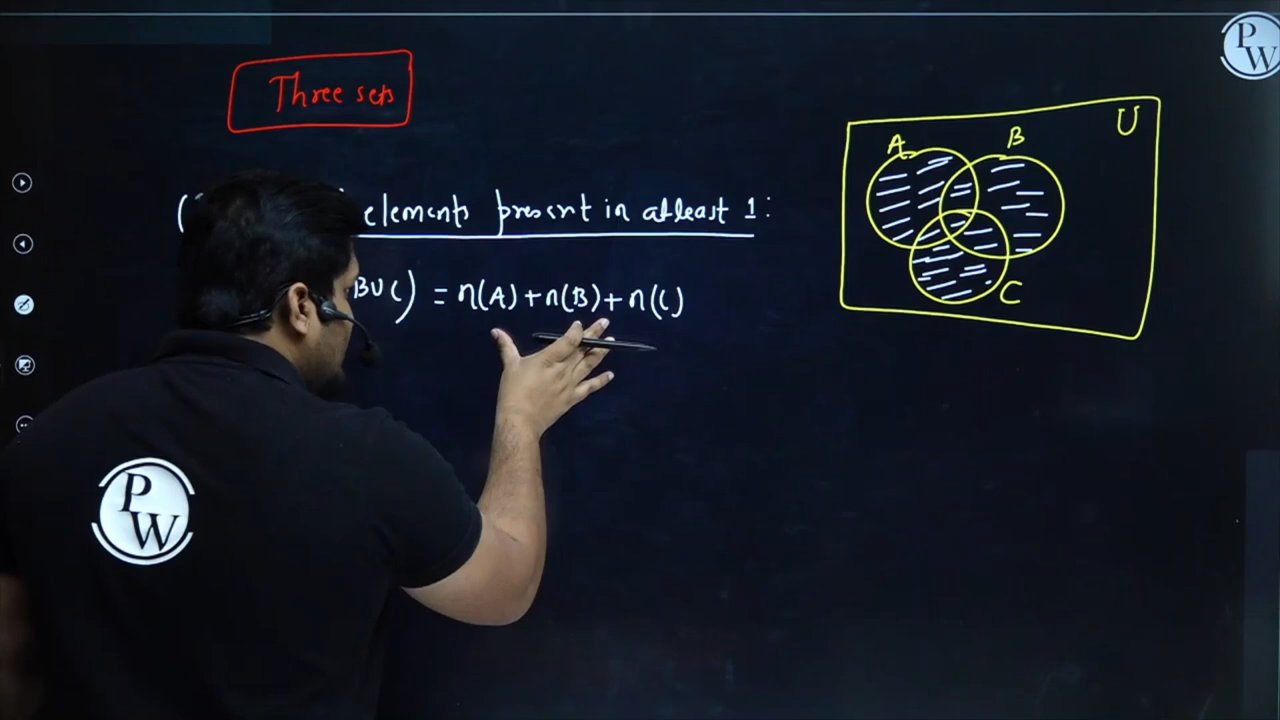 Three sets
elements present in atleast 1:
BUC) = n(A)+n(B)+n(C)
A
B
U
C
PW
PW